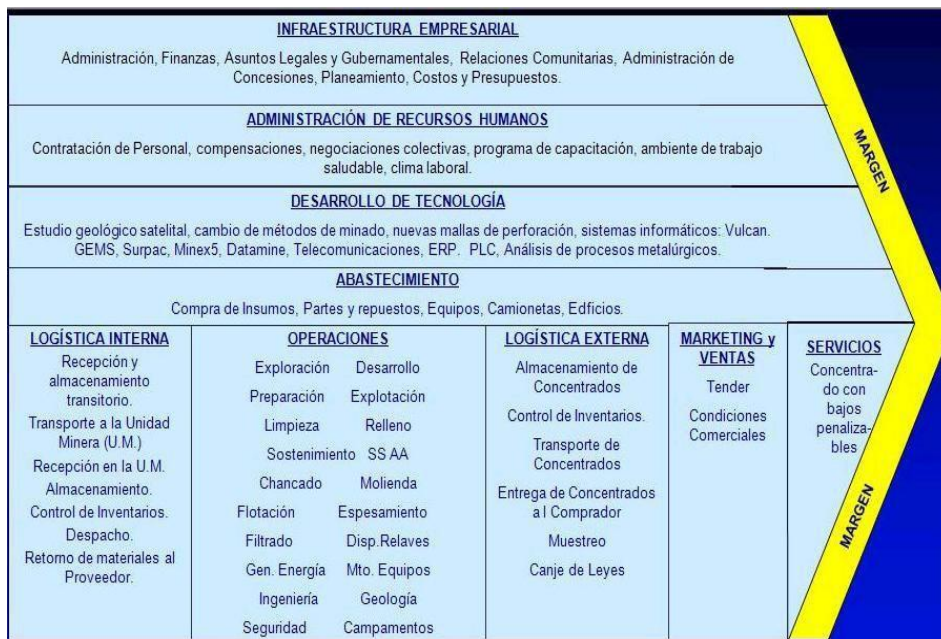 INFRAESTRUCTURA EMPRESARIAL
Administración, Finanzas, Asuntos Legales y Gubernamentales, Relaciones Comunitarias, Administración de
Concesiones, Planeamiento, Costos y Presupuestos.
ADMINISTRACIÓN DE RECURSOS HUMANOS
Contratación de Personal, compensaciones, negociaciones colectivas, programa de capacitación, ambiente de trabajo
saludable, clima laboral.
DESARROLLO DE TECNOLOGÍA
Estudio geológico satelital, cambio de métodos de minado, nuevas mallas de perforación, sistemas informáticos: Vulcan.
GEMS, Surpac, Minex5, Datamine, Telecomunicaciones, ERP. PLC, Análisis de procesos metalúrgicos.
ABASTECIMIENTO
Compra de Insumos, Partes y repuestos, Equipos, Camionetas, Edficios.
LOGÍSTICA INTERNA
Recepción y
almacenamiento
transitorio.
Transporte a la Unidad
Minera (U.M.)
Recepción en la U.M.
Almacenamiento.
Control de Inventarios.
Despacho.
Retorno de materiales al
Proveedor.
OPERACIONES
Exploración Desarrollo
Preparación Explotación
Limpieza Relleno
Sostenimiento SS AA
Chancado Molienda
Flotación Espesamiento
Filtrado Disp.Relaves
Gen. Energía Mto. Equipos
Ingeniería Geología
Seguridad Campamentos
LOGÍSTICA EXTERNA
Almacenamiento de
Concentrados
Control de Inventarios.
Transporte de
Concentrados
Entrega de Concentrados
a l Comprador
Muestreo
Canje de Leyes
MARKETING y
VENTAS
Tender
Condiciones
Comerciales
SERVICIOS
Concentra-
do con
bajos
penaliza-
bles
MARGEN
MARGEN